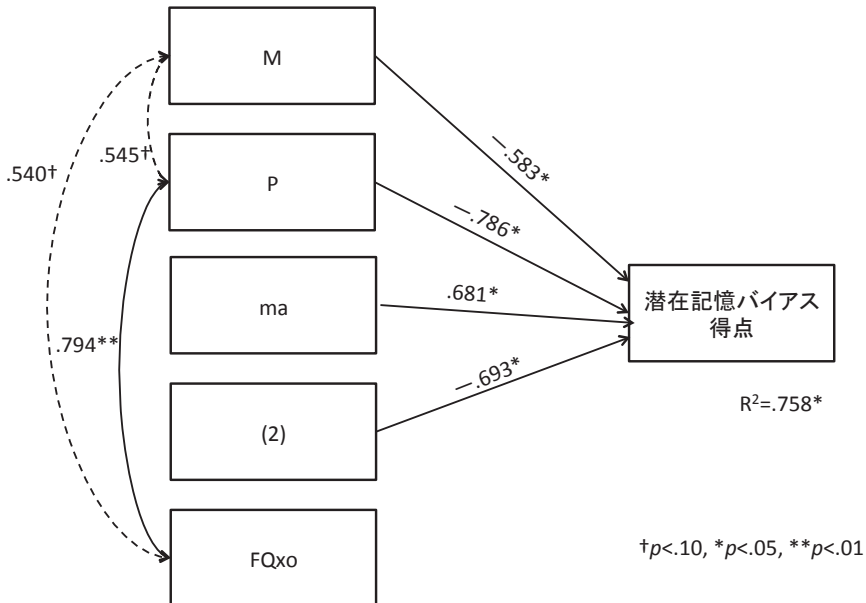 M
—.583*
.545†
.540†
P
—.786*
ma
.681*
潜在記憶バイアス
得点
.794**
—.693*
(2)
R²=.758*
FQxo
†p<.10, *p<.05, **p<.01